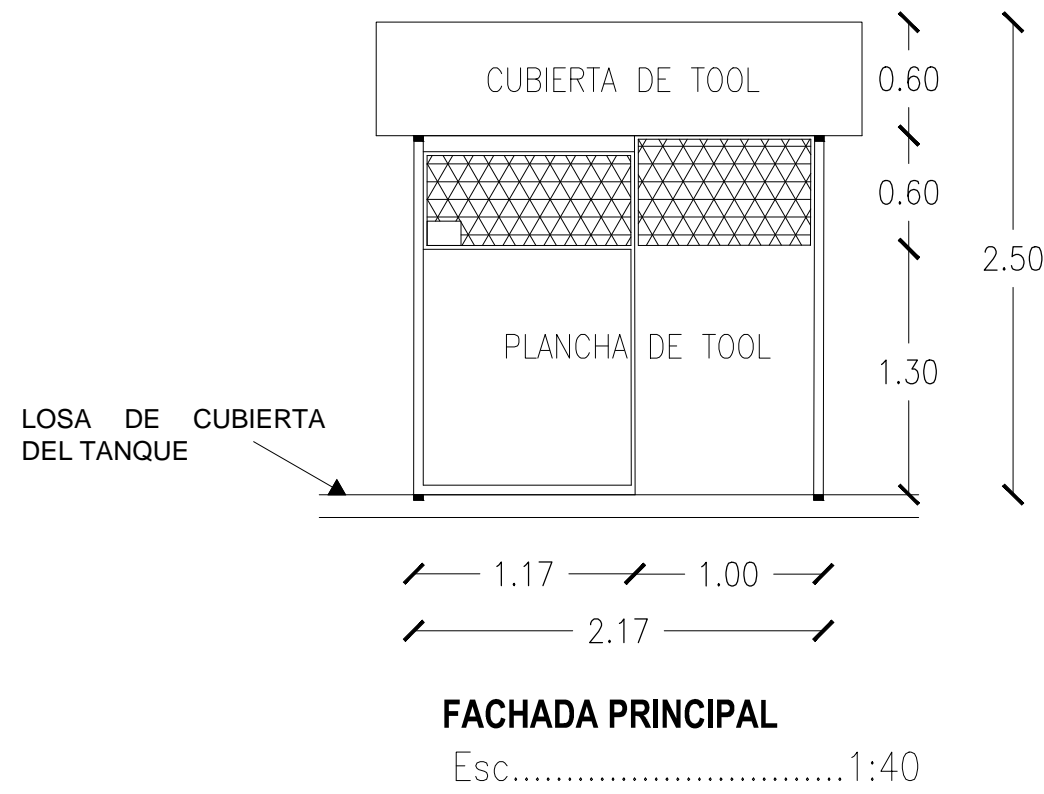 CUBIERTA DE TOOL
0.60
0.60
2.50
PLANCHA DE TOOL
1.30
LOSA DE CUBIERTA
DEL TANQUE
1.17
1.00
2.17
FACHADA PRINCIPAL
Esc...............................1:40